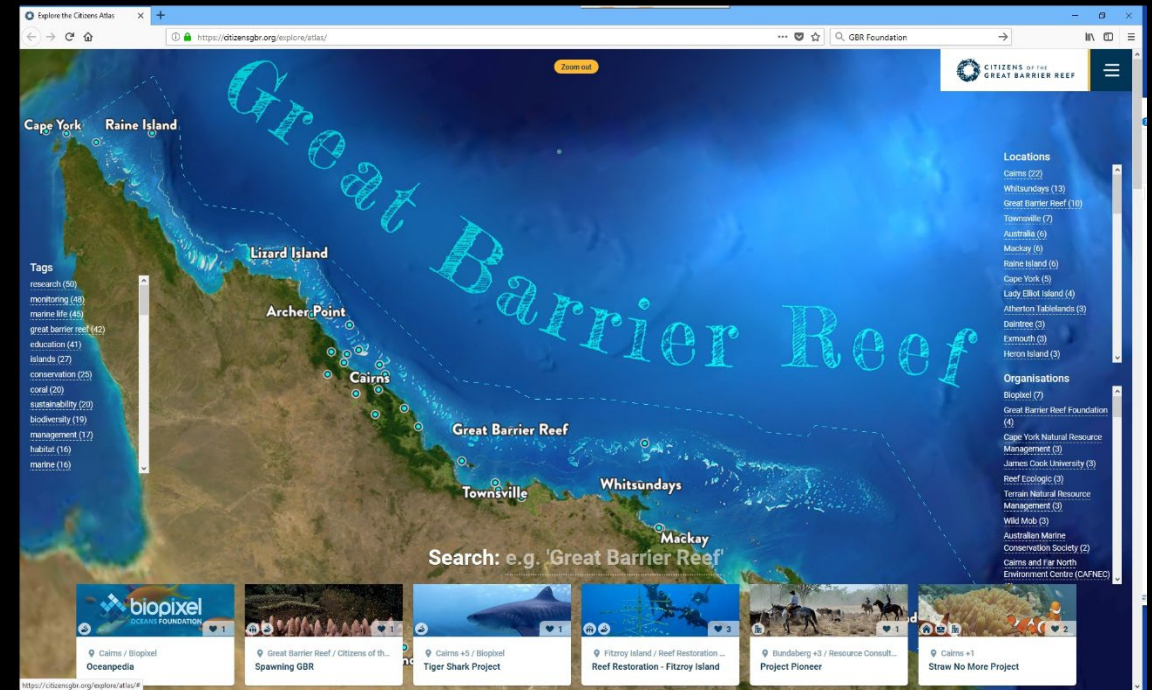 Explore the Citizens Atlas
https://citizensgbr.org/explore/atlas/
GBR Foundation
Zoom out
CITIZENS OF THE
GREAT BARRIER REEF
Great Barrier Reef
Cape York
Raine Island
Lizard Island
Archer Point
Cairns
Great Barrier Reef
Townsville
Whitsundays
Mackay
Tags
research (50)
monitoring (48)
marine life (45)
great barrier reef (42)
education (41)
islands (27)
conservation (25)
coral (20)
sustainability (20)
biodiversity (19)
management (17)
habitat (16)
marine (16)
Locations
Cairns (22)
Whitsundays (13)
Great Barrier Reef (10)
Townsville (7)
Australia (6)
Mackay (6)
Raine Island (6)
Cape York (5)
Lady Elliot Island (4)
Atherton Tablelands (3)
Daintree (3)
Exmouth (3)
Heron Island (3)
Organisations
Biopixel (7)
Great Barrier Reef Foundation
(4)
Cape York Natural Resource
Management (3)
James Cook University (3)
Reef Ecologic (3)
Terrain Natural Resource
Management (3)
Wild Mob (3)
Australian Marine
Conservation Society (2)
Cairns and Far North
Environment Centre (CAFNEC)
Search: e.g. 'Great Barrier Reef'
biopixel
OCEANS FOUNDATION
1
Cairns / Biopixel
Oceanpedia
1
Great Barrier Reef / Citizens of th...
Spawning GBR
1
Cairns +5 / Biopixel
Tiger Shark Project
3
Fitzroy Island / Reef Restoration ...
Reef Restoration - Fitzroy Island
1
Bundaberg +3 / Resource Consult...
Project Pioneer
2
Cairns +1
Straw No More Project
https://citizensgbr.org/explore/atlas/#